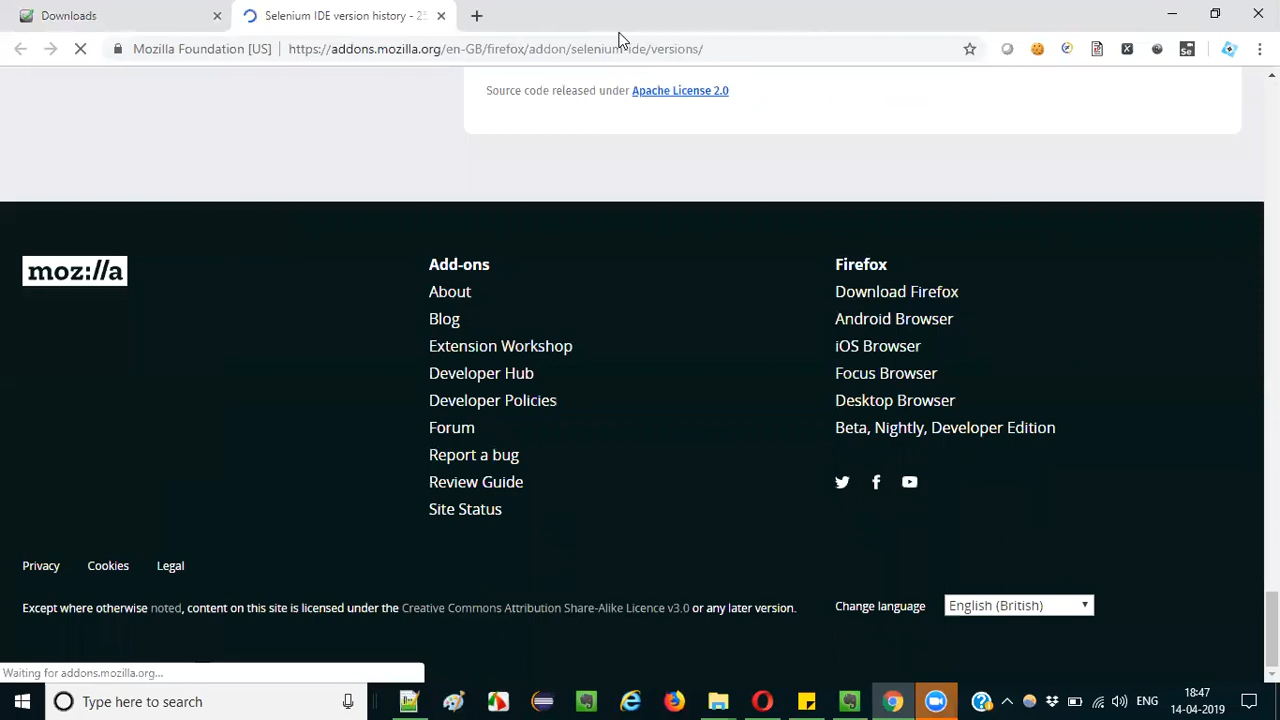 Downloads
Selenium IDE version history - 25
Mozilla Foundation [US]
https://addons.mozilla.org/en-GB/firefox/addon/selenium-ide/versions/
Source code released under Apache License 2.0
moz://a
Add-ons
About
Blog
Extension Workshop
Developer Hub
Developer Policies
Forum
Report a bug
Review Guide
Site Status
Firefox
Download Firefox
Android Browser
iOS Browser
Focus Browser
Desktop Browser
Beta, Nightly, Developer Edition
Privacy
Cookies
Legal
Except where otherwise noted, content on this site is licensed under the Creative Commons Attribution Share-Alike Licence v3.0 or any later version.
Change language
English (British)
Waiting for addons.mozilla.org...
Type here to search
ENG
18:47
14-04-2019